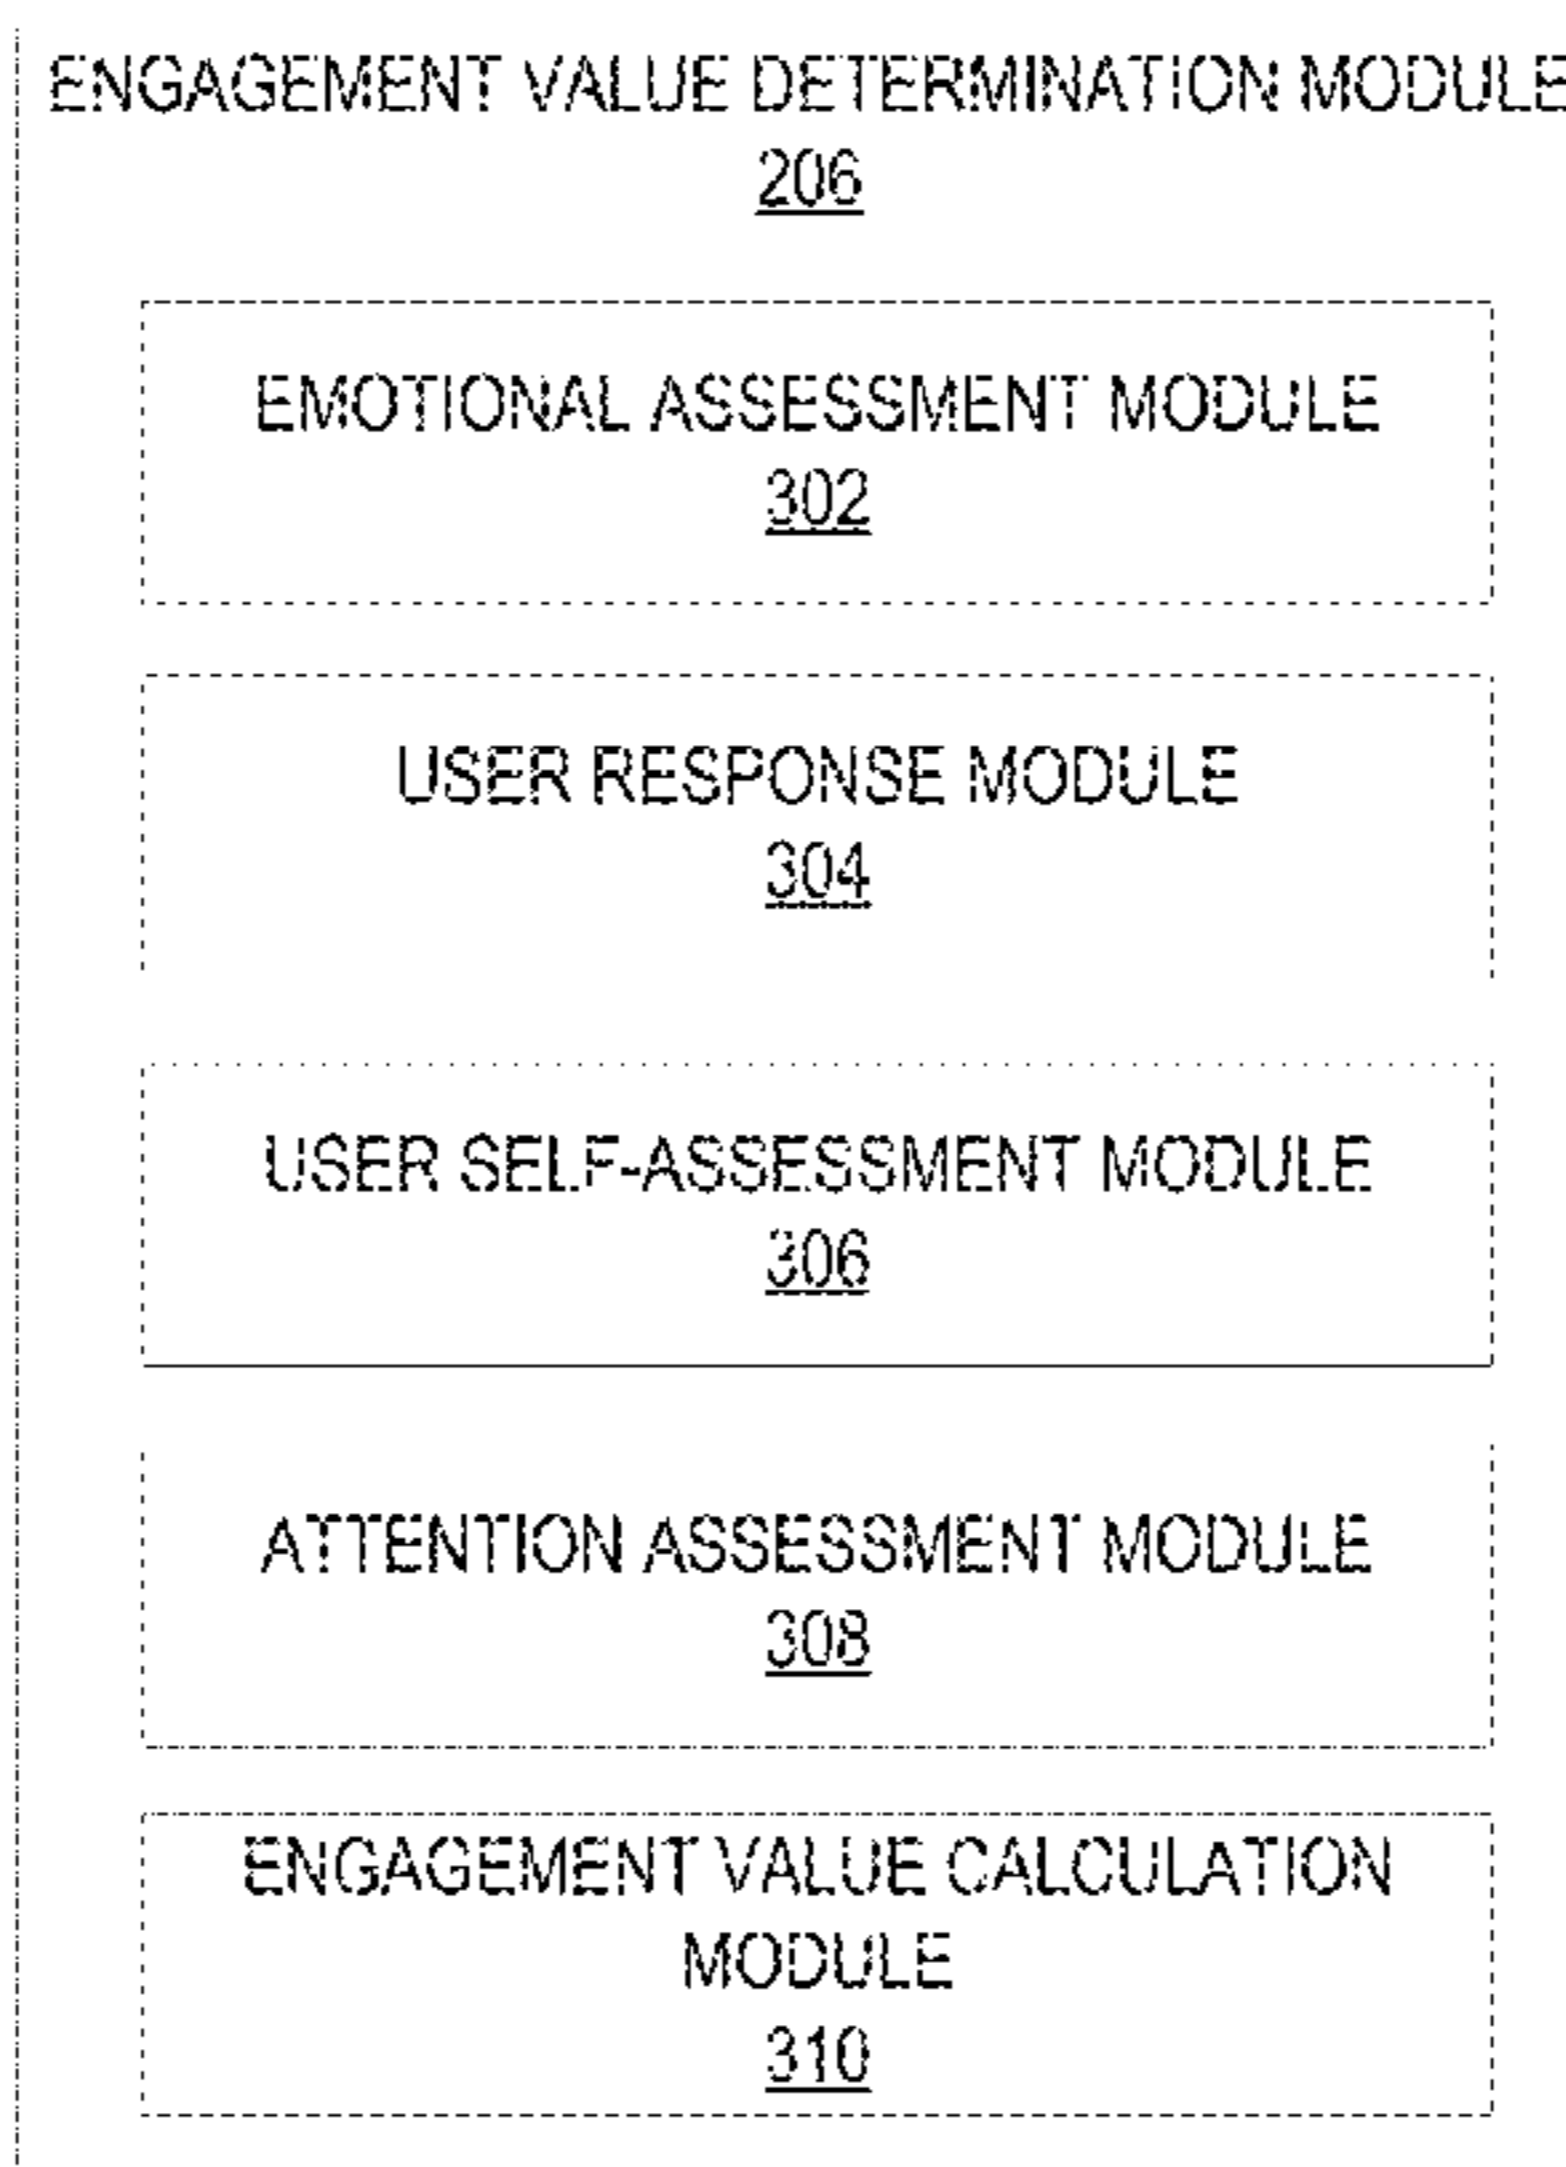 ENGAGEMENT VALUE DETERMINATION MODULE
206
EMOTIONAL ASSESSMENT MODULE
302
USER RESPONSE MODULE
304
USER SELF-ASSESSMENT MODULE
306
ATTENTION ASSESSMENT MODULE
308
ENGAGEMENT VALUE CALCULATION
MODULE
310